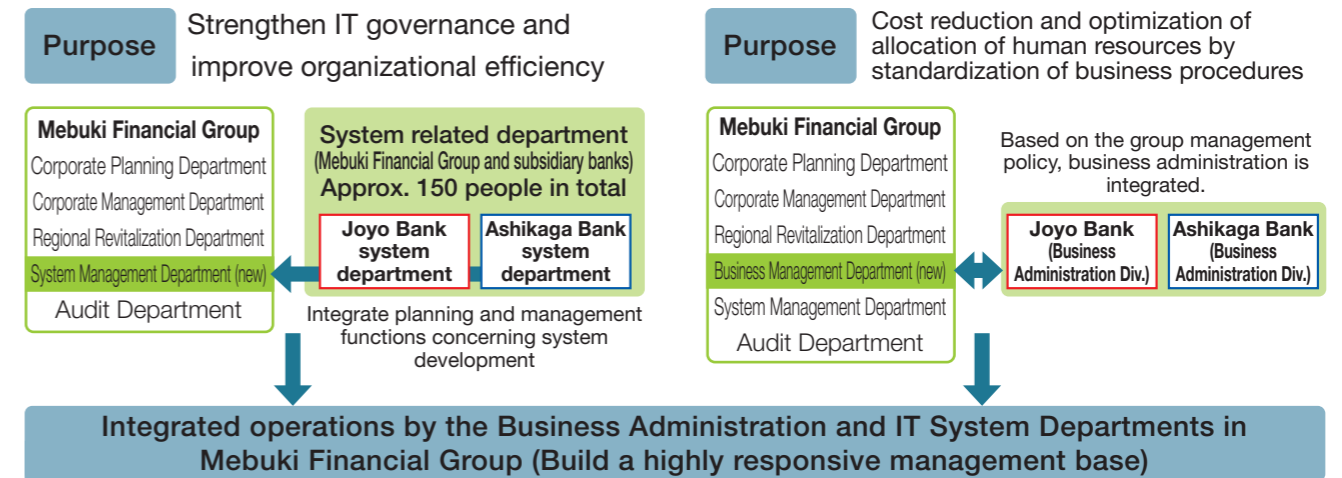 Purpose
Strengthen IT governance and
improve organizational efficiency
Mebuki Financial Group
Corporate Planning Department
Corporate Management Department
Regional Revitalization Department
System Management Department (new)
Audit Department
System related department
(Mebuki Financial Group and subsidiary banks)
Approx. 150 people in total
Joyo Bank
system
department
Ashikaga Bank
system
department
Integrate planning and management
functions concerning system
development
Purpose
Cost reduction and optimization of
allocation of human resources by
standardization of business procedures
Mebuki Financial Group
Corporate Planning Department
Corporate Management Department
Regional Revitalization Department
Business Management Department (new)
System Management Department
Audit Department
Based on the group management
policy, business administration is
integrated.
Joyo Bank
(Business
Administration Div.)
Ashikaga Bank
(Business
Administration Div.)
Integrated operations by the Business Administration and IT System Departments in
Mebuki Financial Group (Build a highly responsive management base)